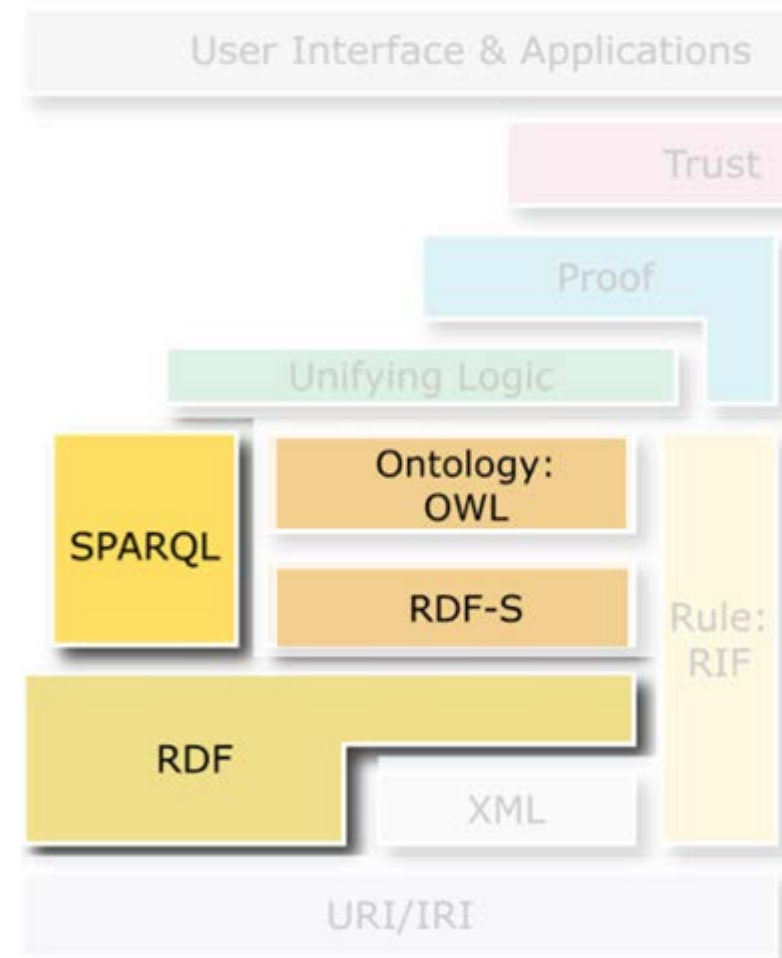 User Interface & Applications
Trust
Proof
Unifying Logic
Ontology:
OWL
SPARQL
RDF-S
Rule:
RIF
RDF
XML
URI/IRI